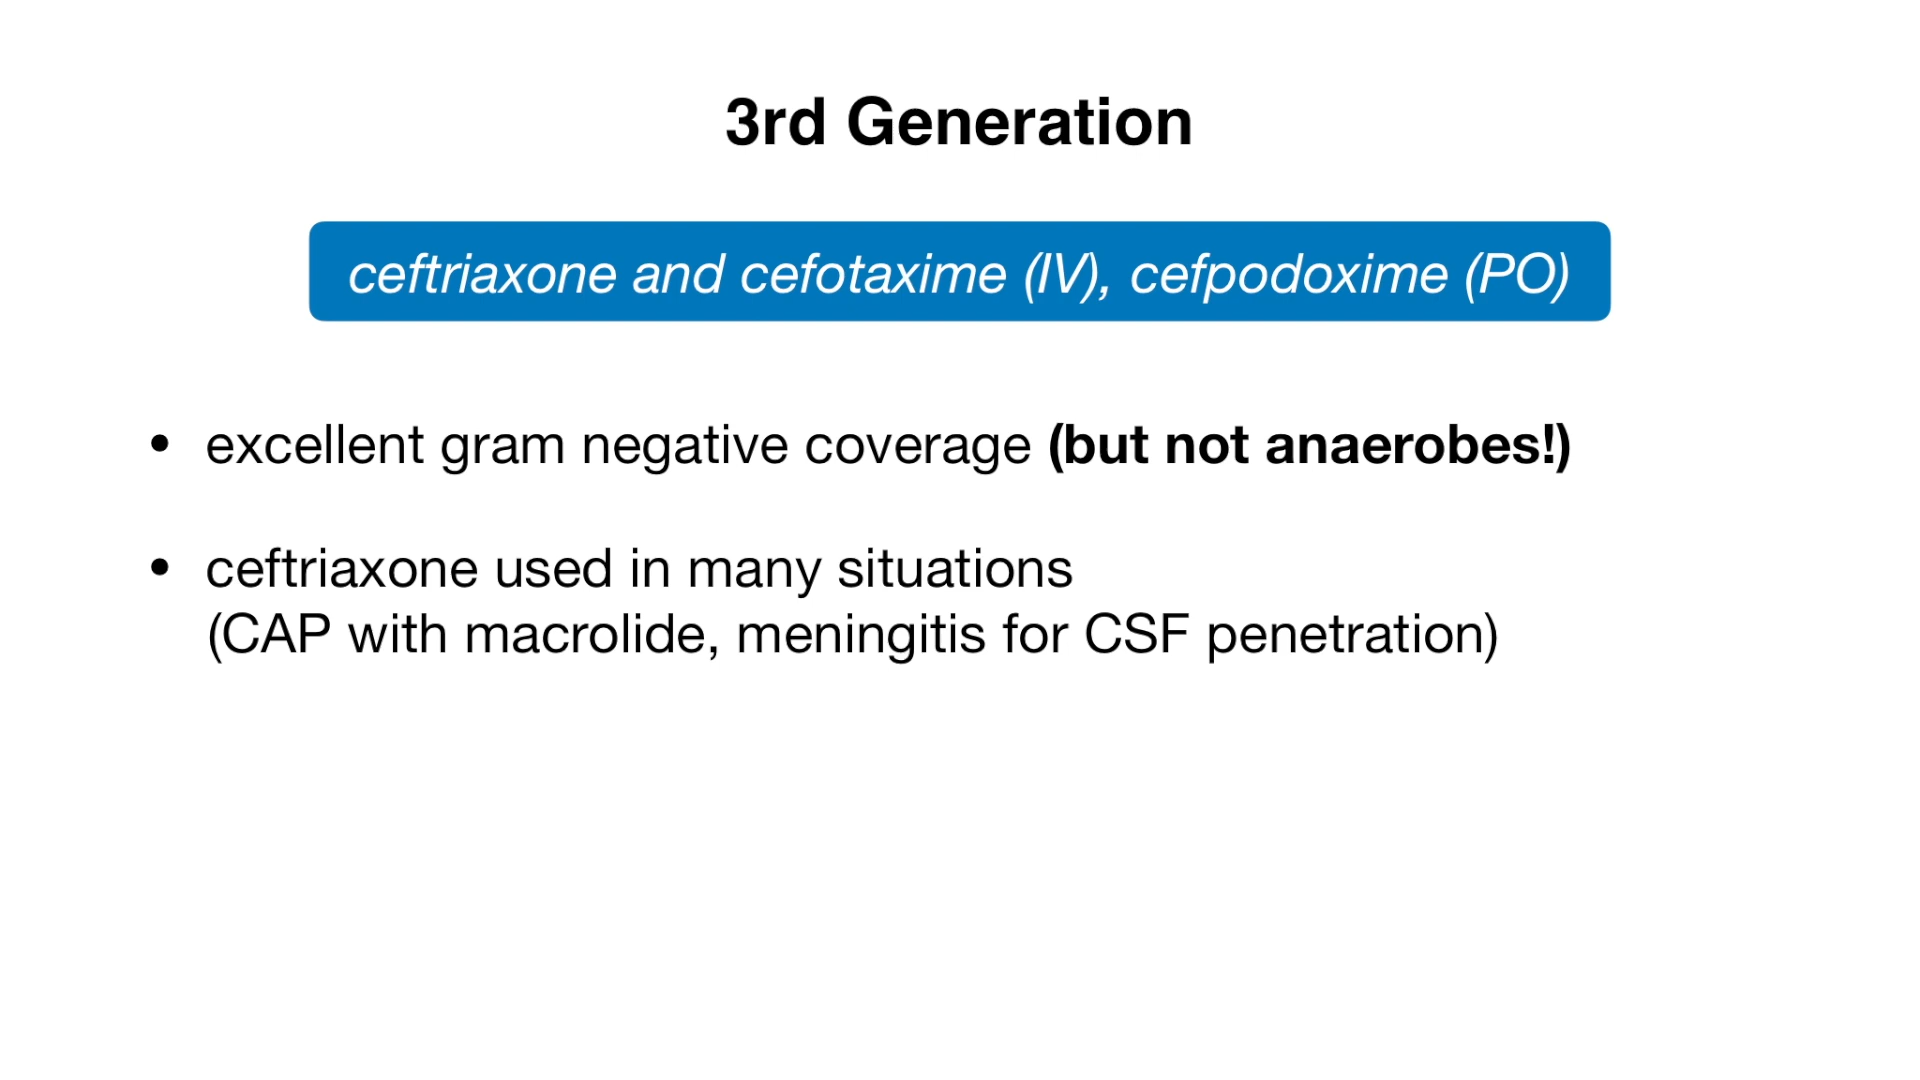 3rd Generation
ceftriaxone and cefotaxime (IV), cefpodoxime (PO)
• excellent gram negative coverage (but not anaerobes!)
• ceftriaxone used in many situations
(CAP with macrolide, meningitis for CSF penetration)